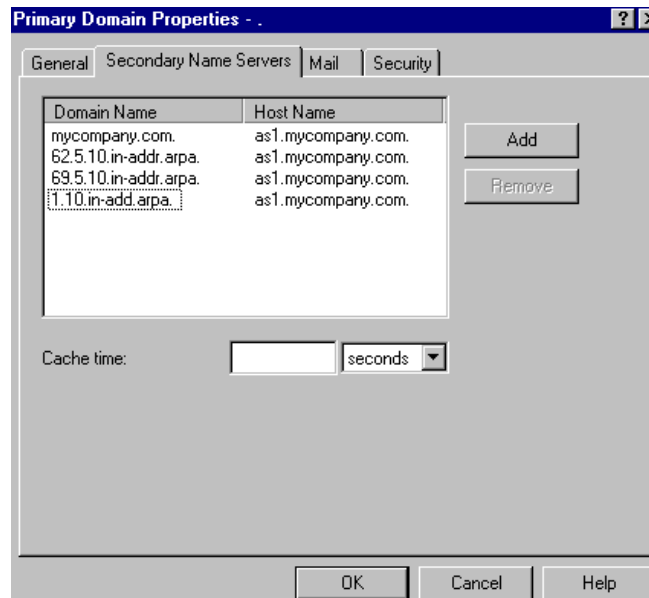 Primary Domain Properties - .
General Secondary Name Servers Mail Security
Domain Name Host Name
mycompany.com. as1.mycompany.com.
62.5.10.in-addr.arpa. as1.mycompany.com.
69.5.10.in-addr.arpa. as1.mycompany.com.
1.10.in-add.arpa. as1.mycompany.com.
Add
Remove
Cache time: seconds
OK Cancel Help